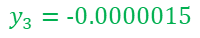 y₃ = -0.0000015